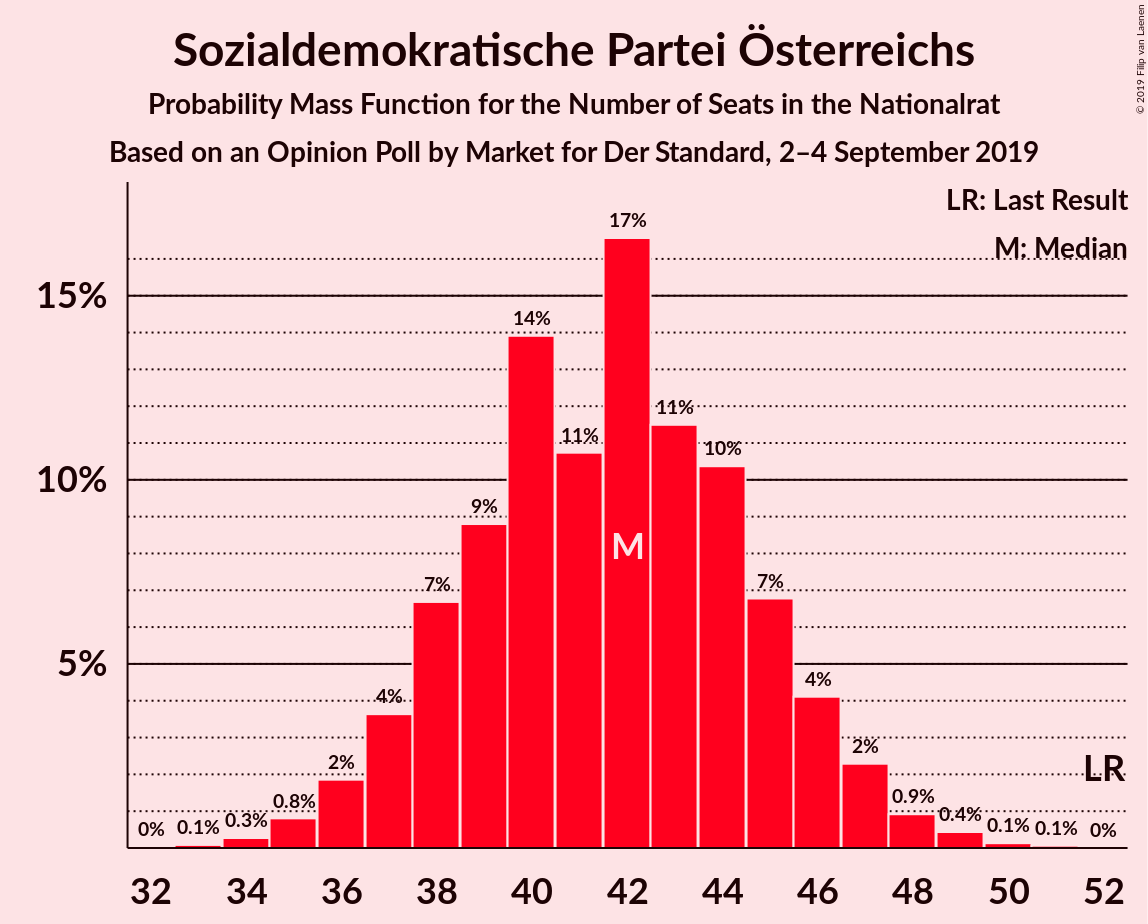 Sozialdemokratische Partei Österreichs
Probability Mass Function for the Number of Seats in the Nationalrat
Based on an Opinion Poll by Market for Der Standard, 2–4 September 2019
© 2019 Filip van Laenen
LR: Last Result
M: Median
15%
10%
5%
0%
0.1%
0.3%
0.8%
2%
4%
7%
9%
14%
11%
17%
11%
10%
7%
4%
2%
0.9%
0.4%
0.1%
0.1%
0%
M
LR
32 34 36 38 40 42 44 46 48 50 52